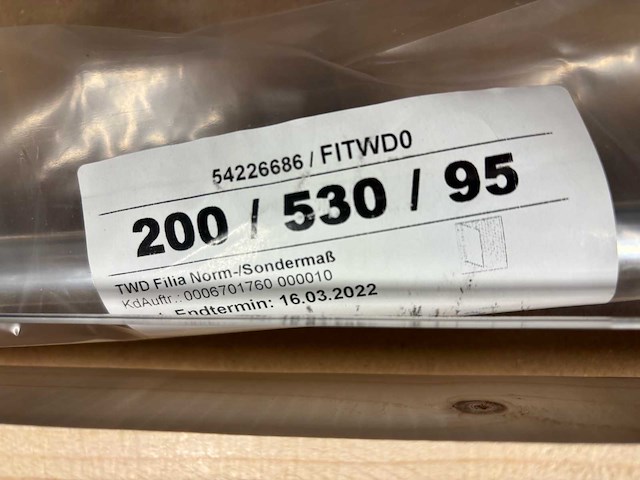 54226686 / FITWD0
200 / 530 / 95
TWD Filia Norm-/Sondermaß
KdAuftr.: 0006701760 000010
Endtermin: 16.03.2022